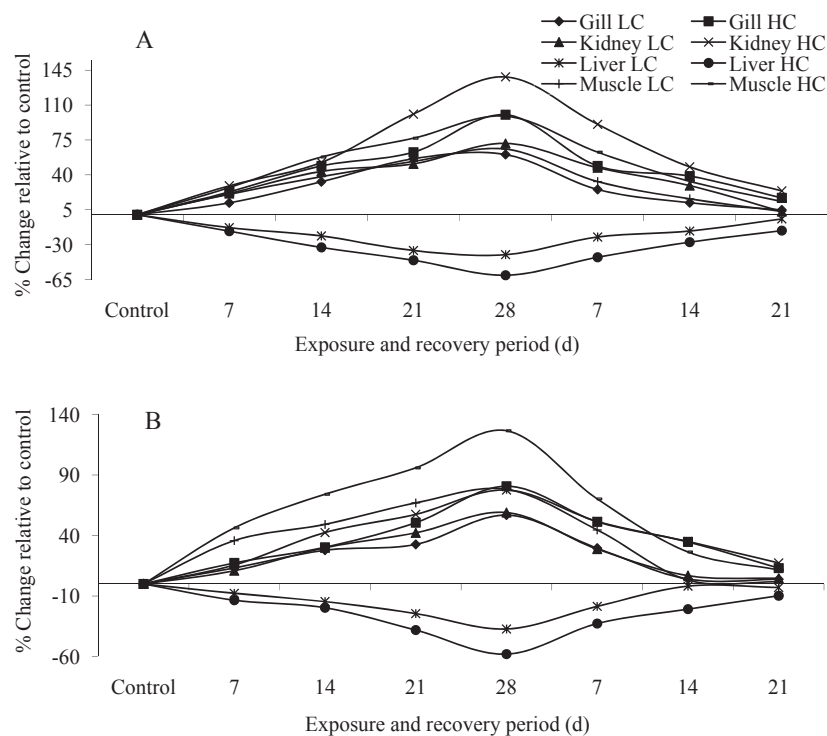 A
Gill LC
Gill HC
Kidney LC
Kidney HC
Liver LC
Liver HC
Muscle LC
Muscle HC
% Change relative to control
145
110
75
40
5
-30
-65
Control 7 14 21 28 7 14 21
Exposure and recovery period (d)
B
% Change relative to control
140
90
40
-10
-60
Control 7 14 21 28 7 14 21
Exposure and recovery period (d)